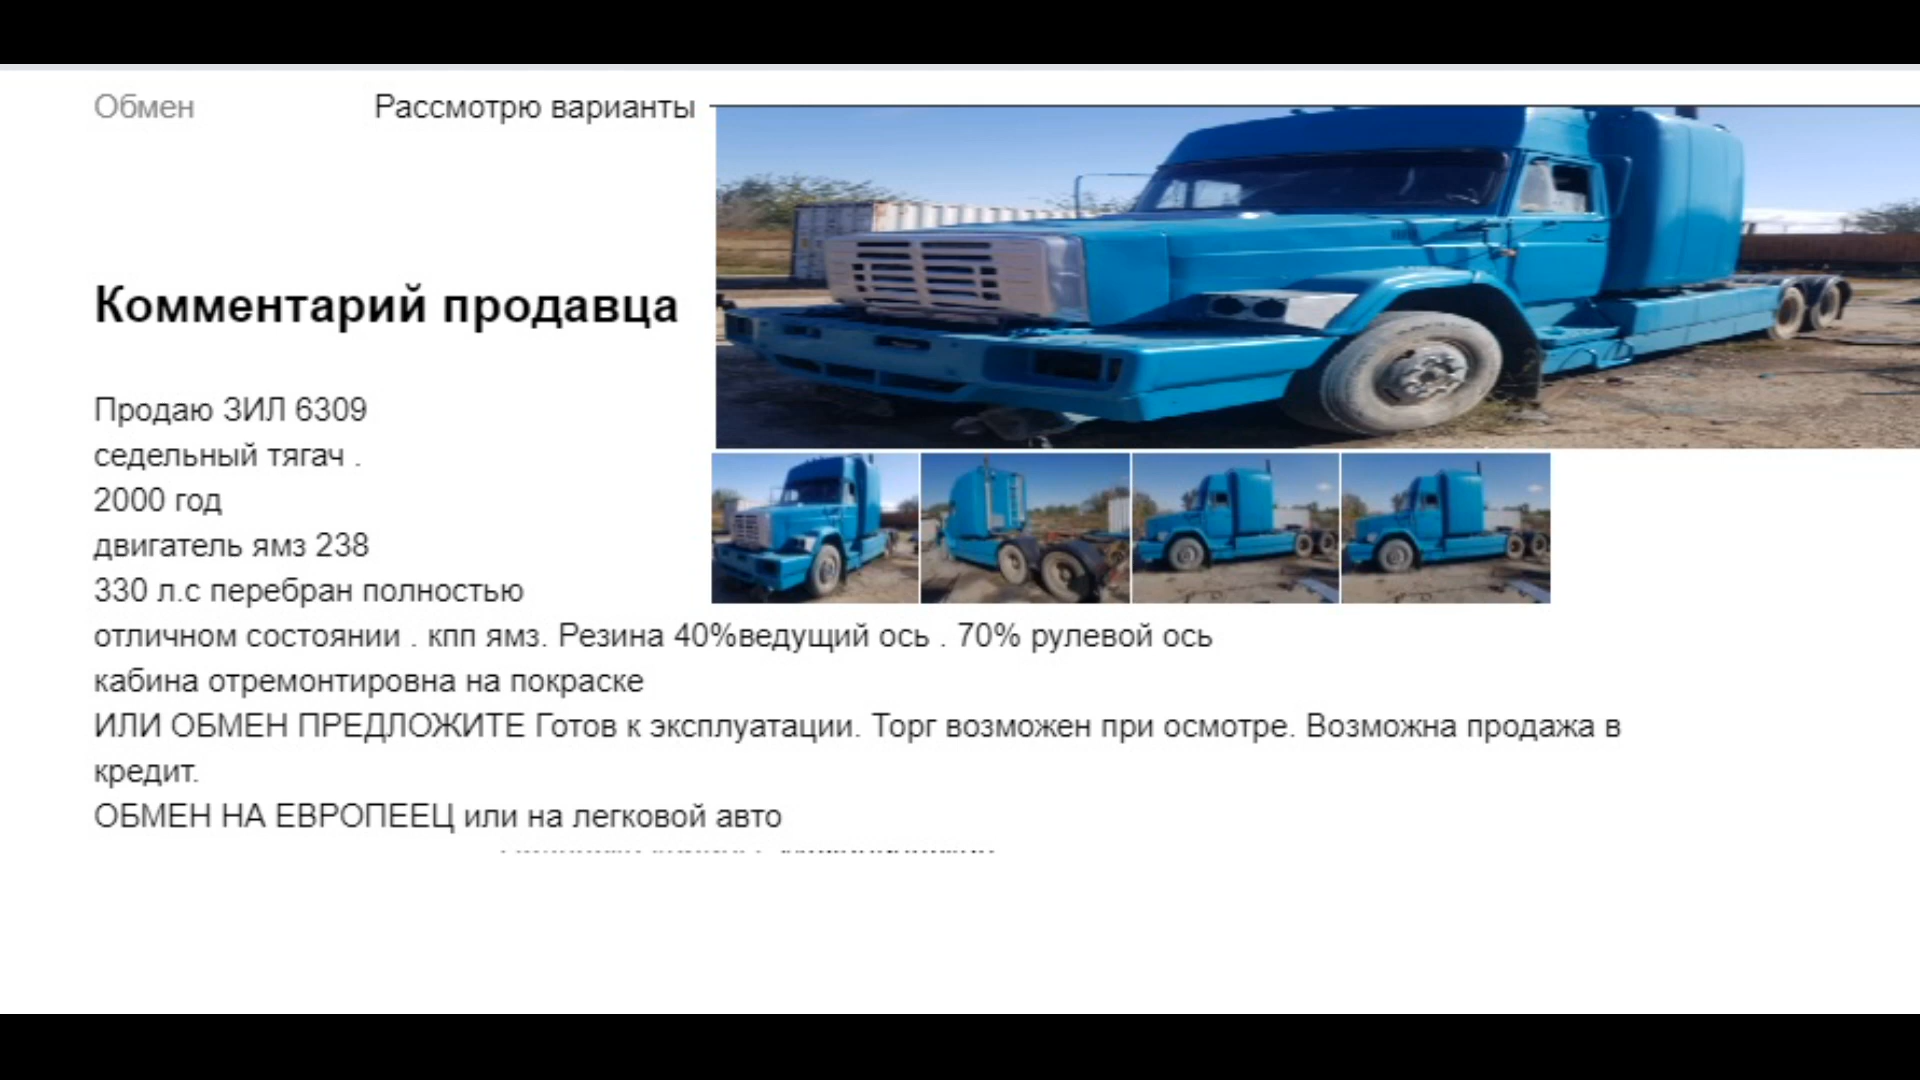 Обмен Рассмотрю варианты
Комментарий продавца
Продаю ЗИЛ 6309
седельный тягач .
2000 год
двигатель ямз 238
330 л.с перебран полностью
отличном состоянии . кпп ямз. Резина 40%ведущий ось . 70% рулевой ось
кабина отремонтировна на покраске
ИЛИ ОБМЕН ПРЕДЛОЖИТЕ Готов к эксплуатации. Торг возможен при осмотре. Возможна продажа в
кредит.
ОБМЕН НА ЕВРОПЕЕЦ или на легковой авто